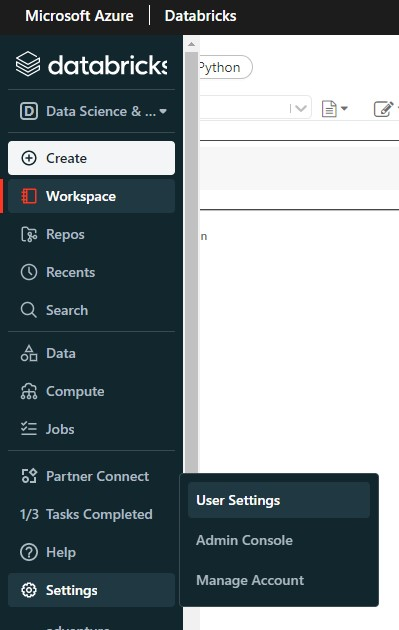 Microsoft Azure | Databricks
databricks
Python
D Data Science & ...
Create
Workspace
n
Repos
Recents
Search
Data
Compute
Jobs
Partner Connect
User Settings
1/3 Tasks Completed
Admin Console
Help
Manage Account
Settings